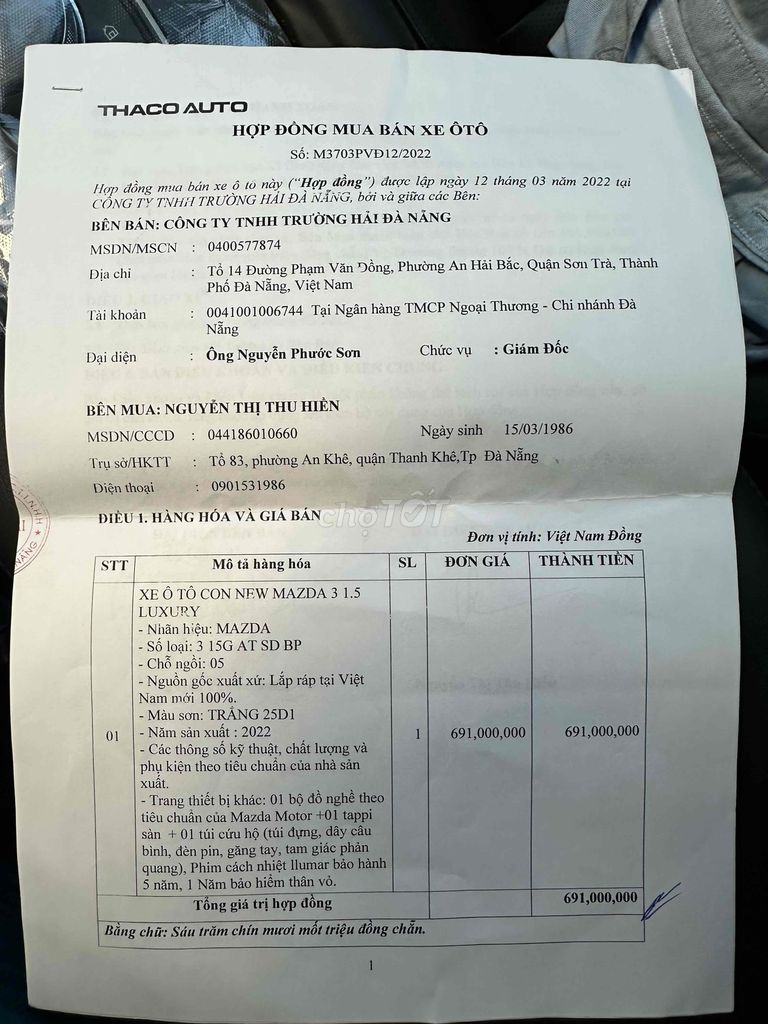 THACO AUTO
HỢP ĐỒNG MUA BÁN XE ÔTÔ
Số: M3703PVĐ12/2022
Hợp đồng mua bán xe ô tô này ("Hợp đồng") được lập ngày 12 tháng 03 năm 2022 tại
CÔNG TY TNHH TRƯỜNG HẢI ĐÀ NẴNG, bởi và giữa các Bên:
BÊN BÁN: CÔNG TY TNHH TRƯỜNG HẢI ĐÀ NẴNG
MSDN/MSCN : 0400577874
Địa chỉ : Tổ 14 Đường Phạm Văn Đồng, Phường An Hải Bắc, Quận Sơn Trà, Thành
Phố Đà Nẵng, Việt Nam
Tài khoản : 0041001006744 Tại Ngân hàng TMCP Ngoại Thương - Chi nhánh Đà
Nẵng
Đại diện : Ông Nguyễn Phước Sơn Chức vụ : Giám Đốc
BÊN MUA: NGUYỄN THỊ THU HIỀN
MSDN/CCCD : 044186010660 Ngày sinh 15/03/1986
Trụ sở/HKTT : Tổ 83, phường An Khê, quận Thanh Khê,Tp Đà Nẵng
Điện thoại : 0901531986
ĐIỀU 1. HÀNG HÓA VÀ GIÁ BÁN
choTỐT
Đơn vị tính: Việt Nam Đồng
STT Mô tả hàng hóa SL ĐƠN GIÁ THÀNH TIỀN
XE Ô TÔ CON NEW MAZDA 3 1.5
LUXURY
- Nhãn hiệu: MAZDA
- Số loại: 3 15G AT SD BP
- Chỗ ngồi: 05
- Nguồn gốc xuất xứ: Lắp ráp tại Việt
Nam mới 100%.
- Màu sơn: TRẮNG 25D1
- Năm sản xuất : 2022
01 1 691,000,000 691,000,000
- Các thông số kỹ thuật, chất lượng và
phụ kiện theo tiêu chuẩn của nhà sản
xuất.
- Trang thiết bị khác: 01 bộ đồ nghề theo
tiêu chuẩn của Mazda Motor +01 tappi
sàn + 01 túi cứu hộ (túi đựng, dây câu
bình, đèn pin, găng tay, tam giác phản
quang), Phim cách nhiệt llumar bảo hành
5 năm, 1 Năm bảo hiểm thân vỏ.
Tổng giá trị hợp đồng 691,000,000
Bằng chữ: Sáu trăm chín mươi mốt triệu đồng chẵn.
1